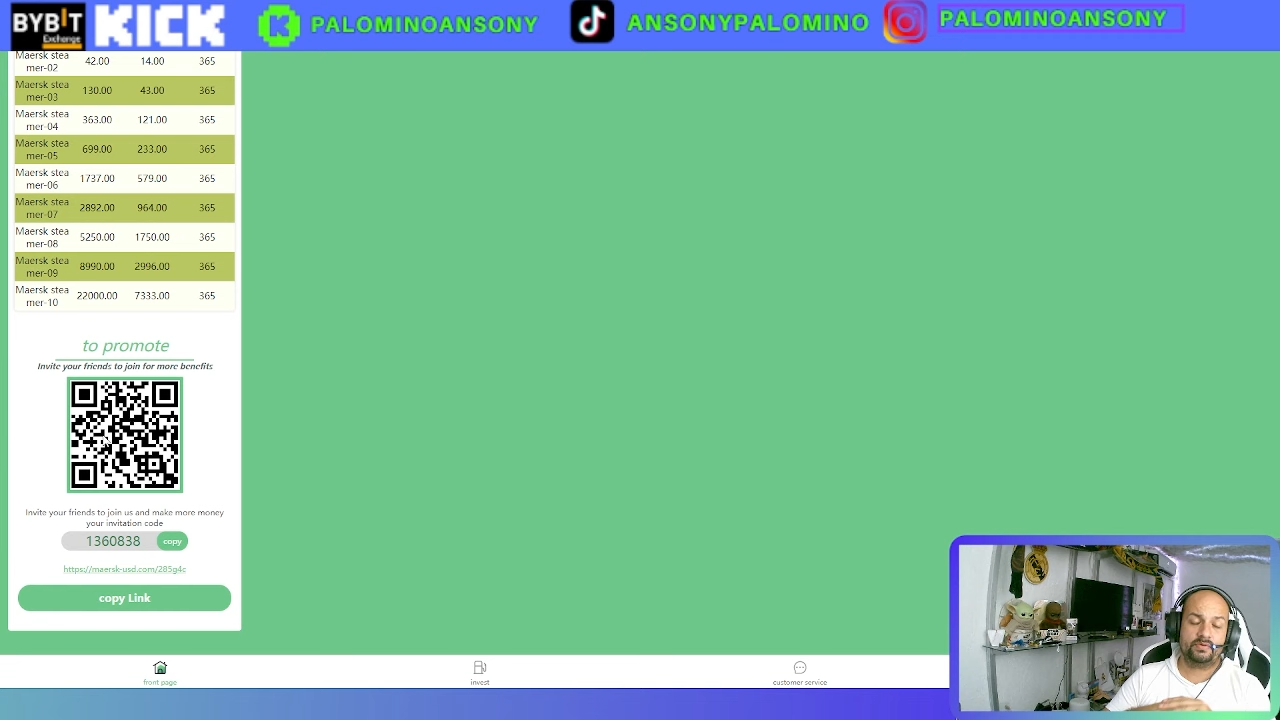 BYBIT
Exchange
KICK
PALOMINOANSONY
ANSONYPALOMINO
PALOMINOANSONY
Maersk stea
mer-02 42.00 14.00 365
Maersk stea
mer-03 130.00 43.00 365
Maersk stea
mer-04 363.00 121.00 365
Maersk stea
mer-05 699.00 233.00 365
Maersk stea
mer-06 1737.00 579.00 365
Maersk stea
mer-07 2892.00 964.00 365
Maersk stea
mer-08 5250.00 1750.00 365
Maersk stea
mer-09 8990.00 2996.00 365
Maersk stea
mer-10 22000.00 7333.00 365
to promote
Invite your friends to join for more benefits
Invite your friends to join us and make more money
your invitation code
1360838 copy
https://maersk-usd.com/285g4c
copy Link
front page
invest
customer service